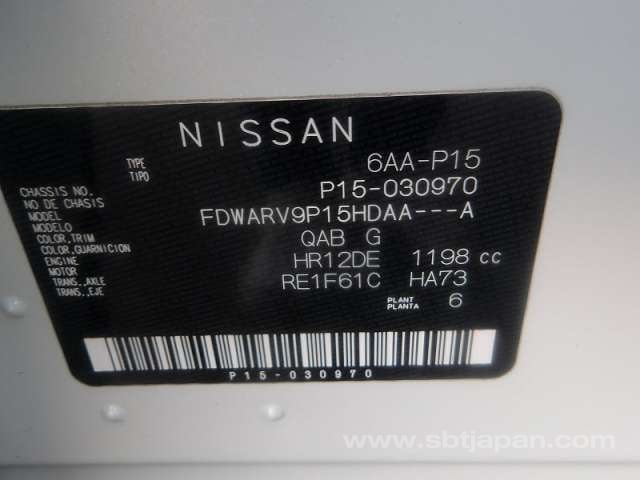 NISSAN
TYPE 6AA-P15
TIPO
CHASSIS NO. P15-030970
NO DE CHASIS
MODEL FDWARV9P15HDAA---A
MODELO
COLOR,TRIM QAB G
COLOR,GUARNICION
ENGINE HR12DE 1198 cc
MOTOR
TRANS.,AXLE RE1F61C HA73
TRANS.,EJE
PLANT 6
PLANTA
P15-030970
www.sbtjapan.com